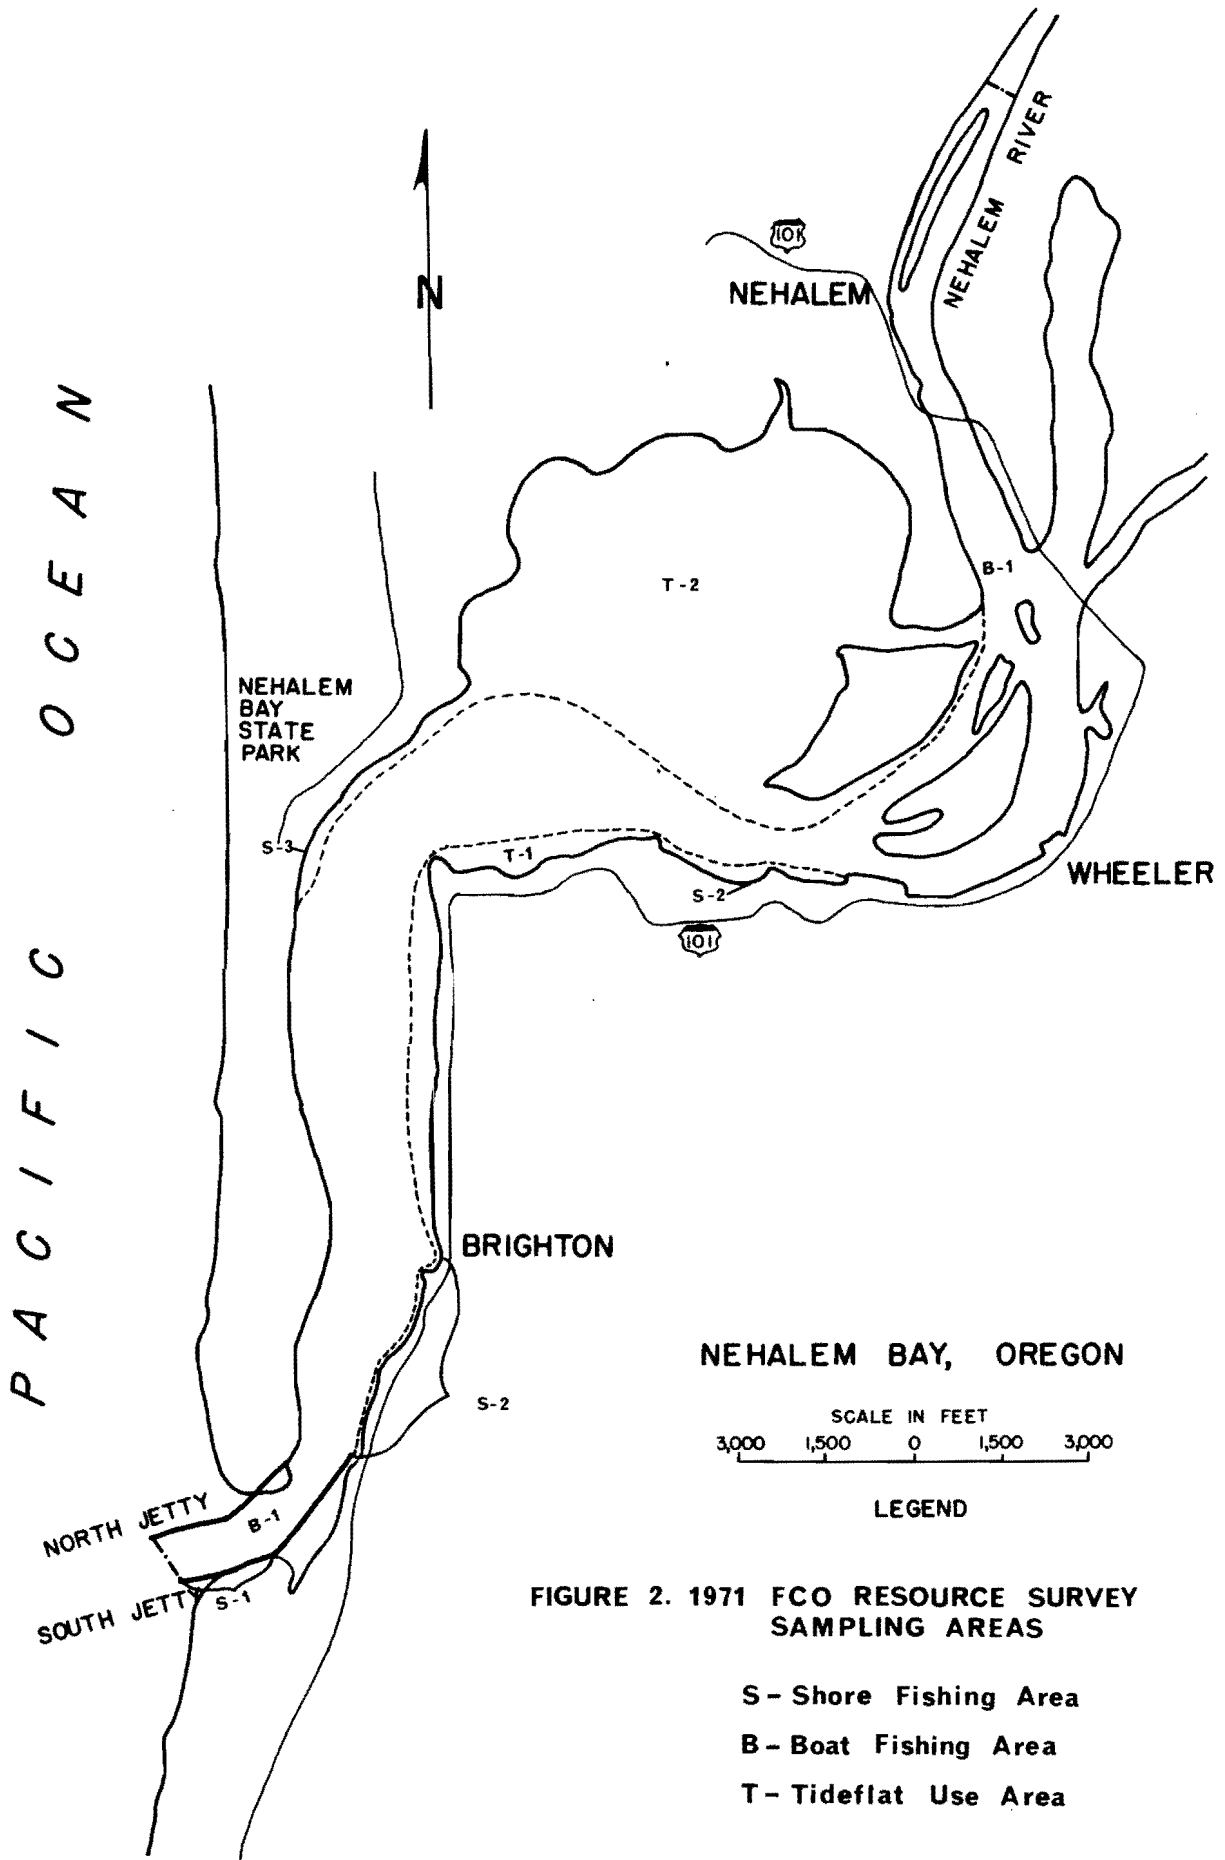 NEHALEM RIVER
101
NEHALEM
N
PACIFIC OCEAN
B-1
T-2
NEHALEM
BAY
STATE
PARK
S-3
T-1
WHEELER
S-2
101
BRIGHTON
NEHALEM BAY, OREGON
S-2
SCALE IN FEET
3,000 1,500 0 1,500 3,000
NORTH JETTY
LEGEND
B-1
SOUTH JETTY
S-1
FIGURE 2. 1971 FCO RESOURCE SURVEY
SAMPLING AREAS
S - Shore Fishing Area
B - Boat Fishing Area
T - Tideflat Use Area